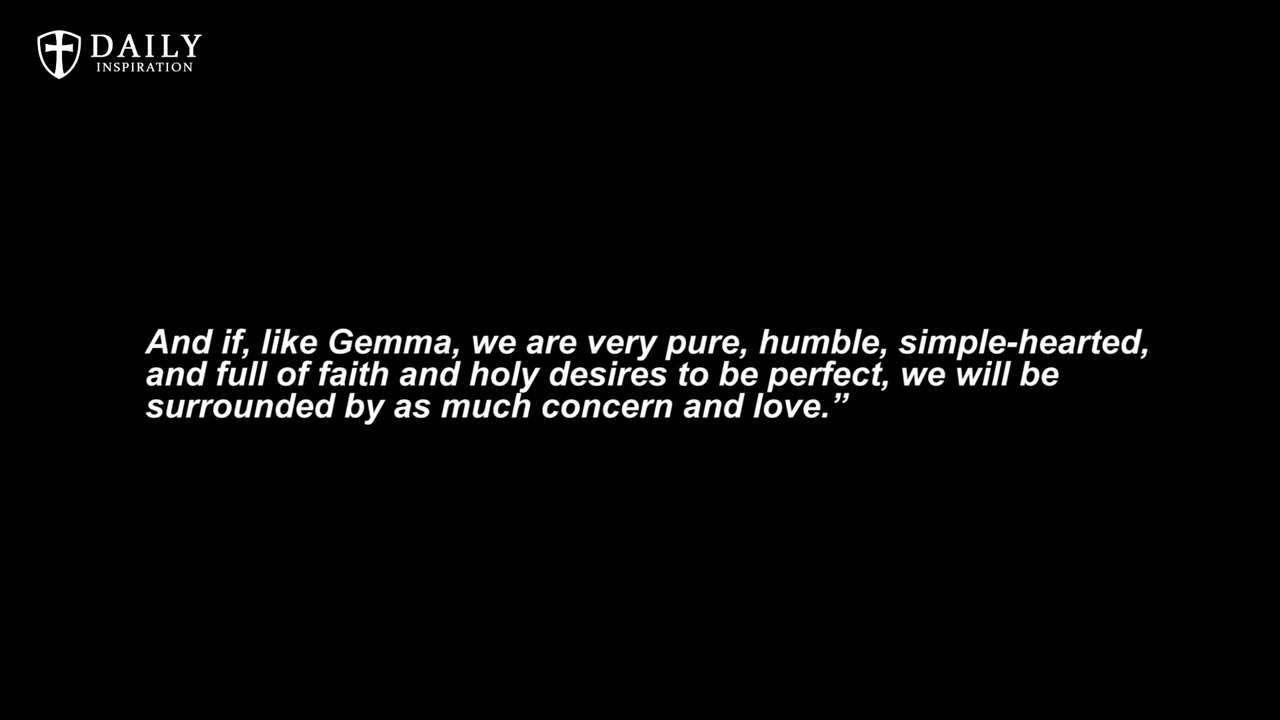 DAILY
INSPIRATION
And if, like Gemma, we are very pure, humble, simple-hearted,
and full of faith and holy desires to be perfect, we will be
surrounded by as much concern and love.”